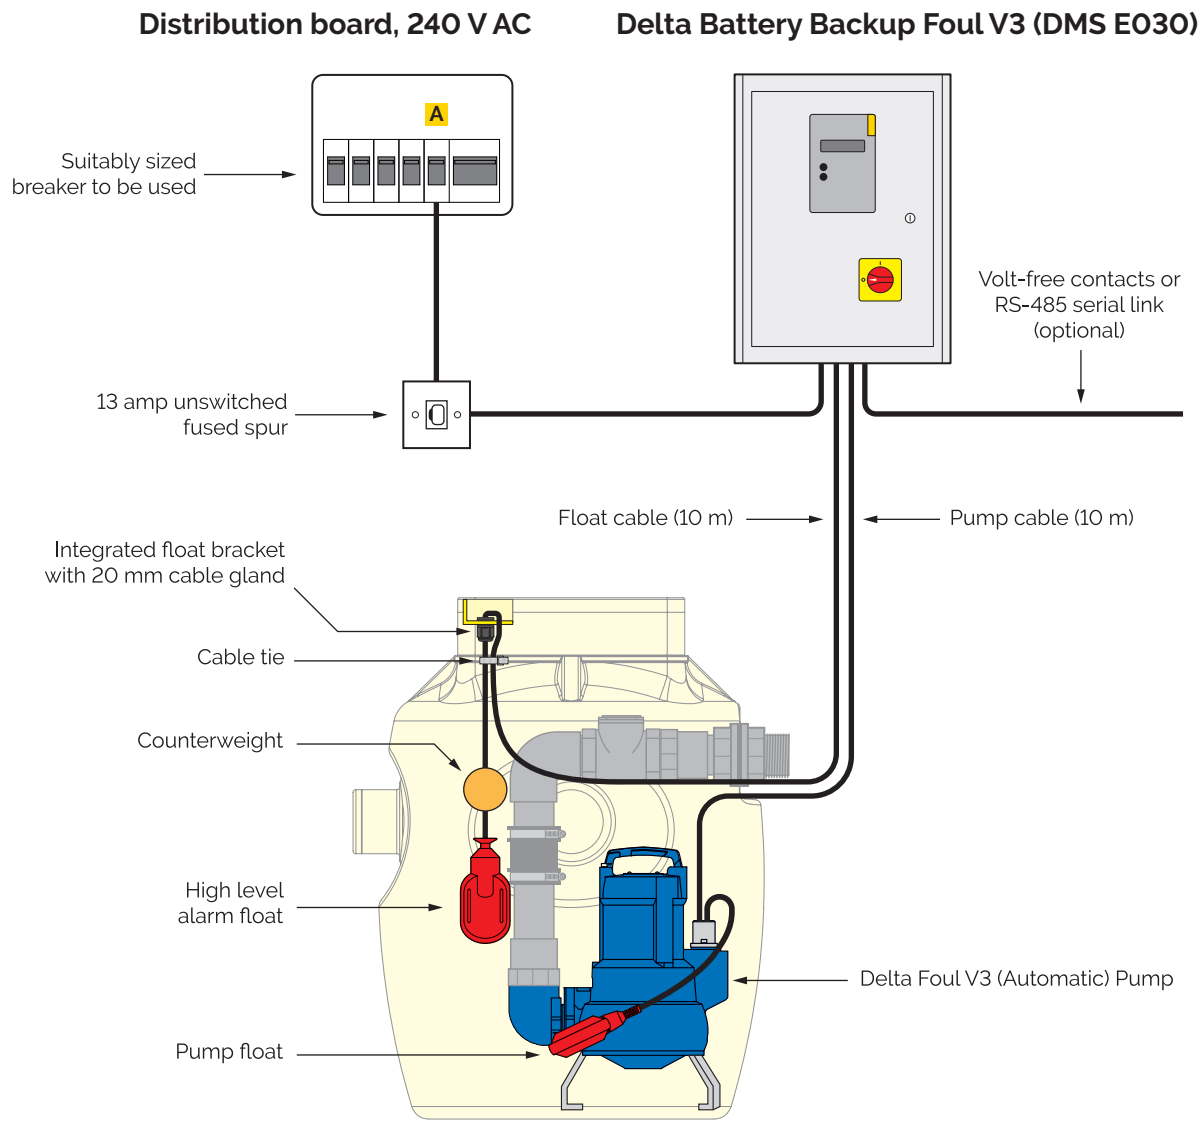 Distribution board, 240 V AC
Delta Battery Backup Foul V3 (DMS E030)
A
Suitably sized
breaker to be used
Volt-free contacts or
RS-485 serial link
(optional)
13 amp unswitched
fused spur
Float cable (10 m)
Pump cable (10 m)
Integrated float bracket
with 20 mm cable gland
Cable tie
Counterweight
High level
alarm float
Delta Foul V3 (Automatic) Pump
Pump float